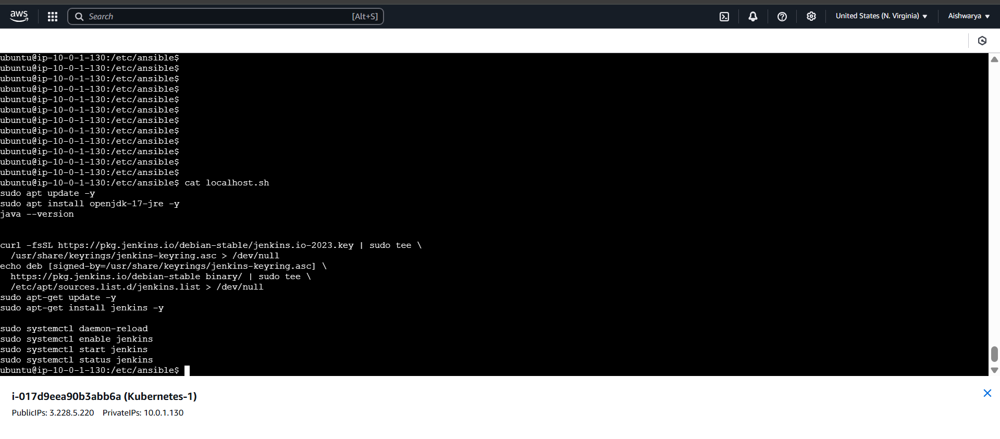 aws
Search [Alt+S]
United States (N. Virginia)
Aishwarya
ubuntu@ip-10-0-1-130:/etc/ansible$
ubuntu@ip-10-0-1-130:/etc/ansible$
ubuntu@ip-10-0-1-130:/etc/ansible$
ubuntu@ip-10-0-1-130:/etc/ansible$
ubuntu@ip-10-0-1-130:/etc/ansible$
ubuntu@ip-10-0-1-130:/etc/ansible$
ubuntu@ip-10-0-1-130:/etc/ansible$
ubuntu@ip-10-0-1-130:/etc/ansible$
ubuntu@ip-10-0-1-130:/etc/ansible$
ubuntu@ip-10-0-1-130:/etc/ansible$
ubuntu@ip-10-0-1-130:/etc/ansible$
ubuntu@ip-10-0-1-130:/etc/ansible$
ubuntu@ip-10-0-1-130:/etc/ansible$ cat localhost.sh
sudo apt update -y
sudo apt install openjdk-17-jre -y
java --version
curl -fsSL https://pkg.jenkins.io/debian-stable/jenkins.io-2023.key | sudo tee \
  /usr/share/keyrings/jenkins-keyring.asc > /dev/null
echo deb [signed-by=/usr/share/keyrings/jenkins-keyring.asc] \
  https://pkg.jenkins.io/debian-stable binary/ | sudo tee \
  /etc/apt/sources.list.d/jenkins.list > /dev/null
sudo apt-get update -y
sudo apt-get install jenkins -y
sudo systemctl daemon-reload
sudo systemctl enable jenkins
sudo systemctl start jenkins
sudo systemctl status jenkins
ubuntu@ip-10-0-1-130:/etc/ansible$
i-017d9eea90b3abb6a (Kubernetes-1)
PublicIPs: 3.228.5.220 PrivateIPs: 10.0.1.130